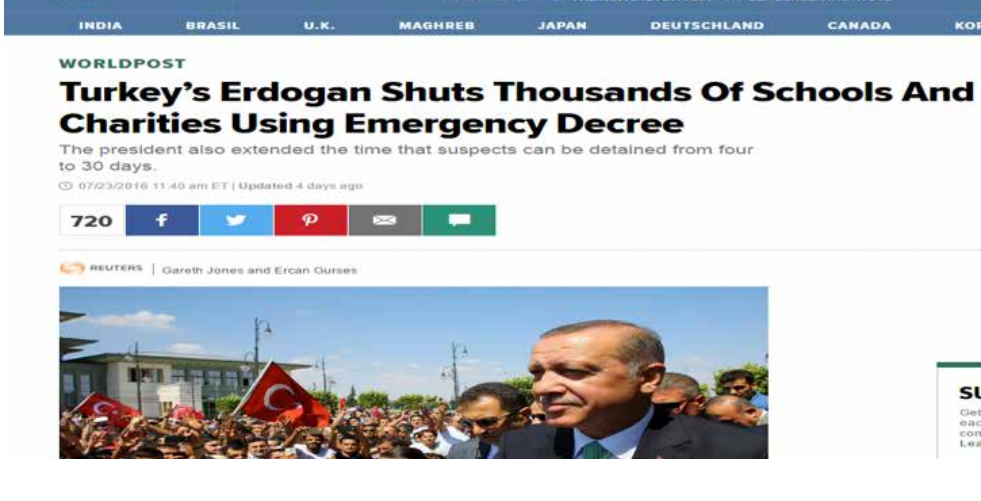 INDIA BRASIL U.K. MAGHREB JAPAN DEUTSCHLAND CANADA
WORLDPOST
Turkey's Erdogan Shuts Thousands Of Schools And
Charities Using Emergency Decree
The president also extended the time that suspects can be detained from four
to 30 days.
07/23/2016 11:40 am ET | Updated 4 days ago
720
REUTERS | Gareth Jones and Ercan Gurses